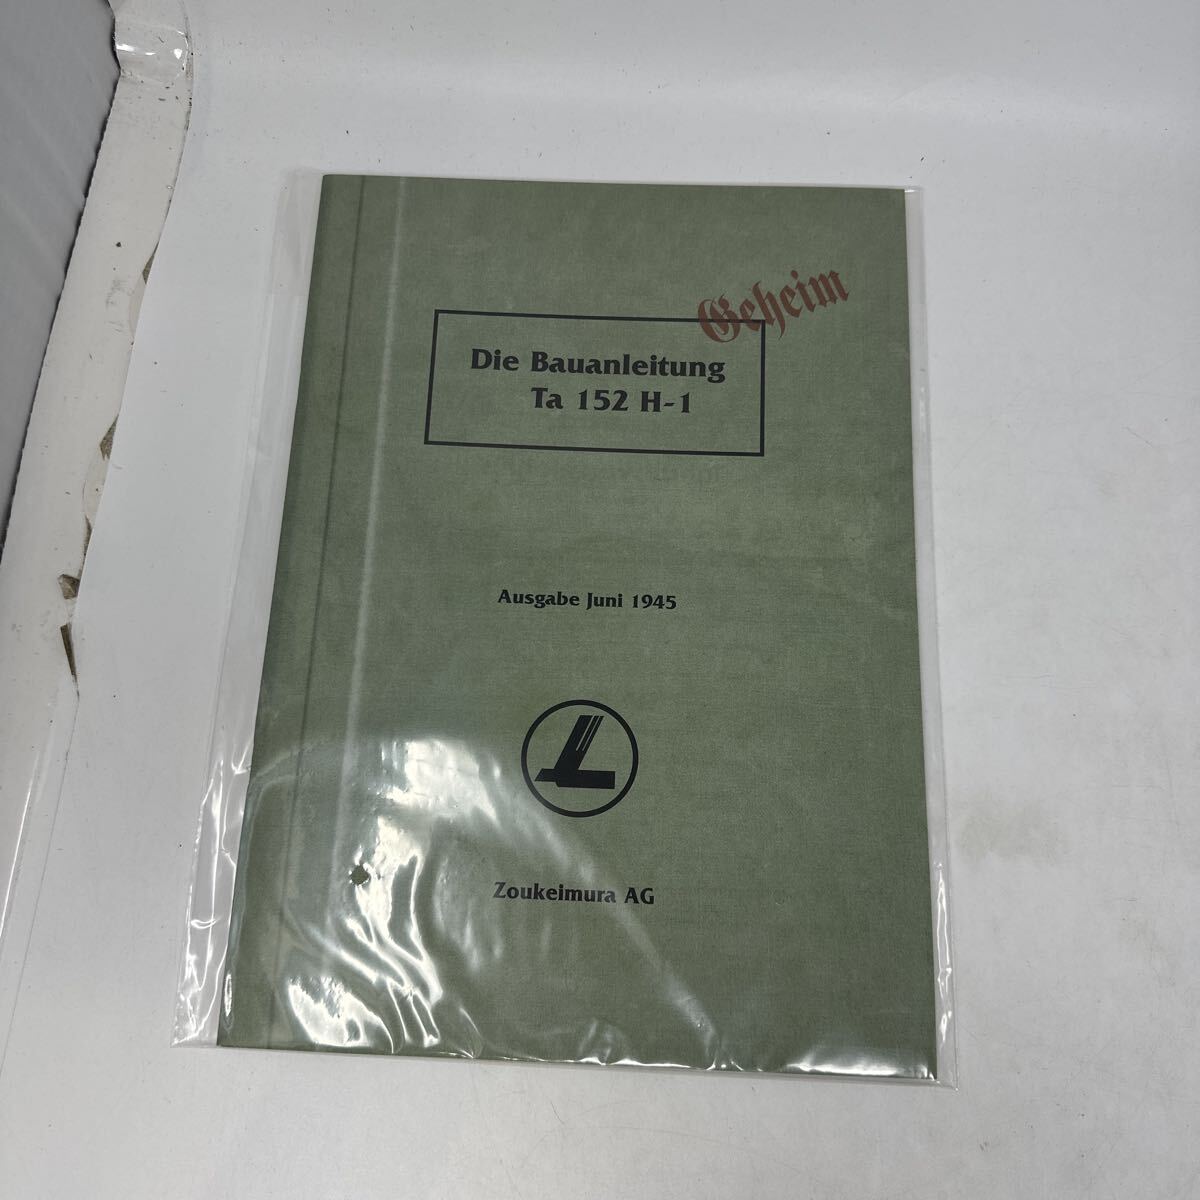 Geheim
Die Bauanleitung
Ta 152 H-1
Ausgabe Juni 1945
L
Zoukeimura AG